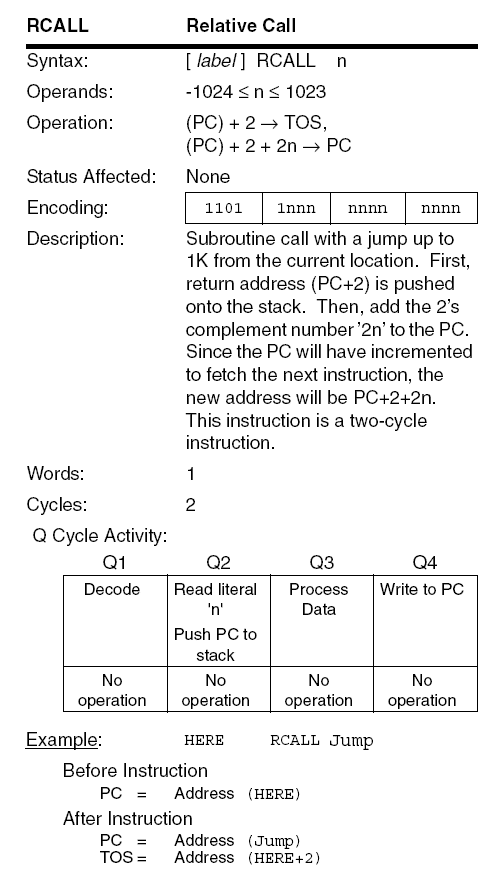 RCALL Relative Call
Syntax: [ label ] RCALL n
Operands: -1024 ≤ n ≤ 1023
Operation: (PC) + 2 → TOS,
(PC) + 2 + 2n → PC
Status Affected: None
Encoding: 1101 1nnn nnnn nnnn
Description: Subroutine call with a jump up to
1K from the current location. First,
return address (PC+2) is pushed
onto the stack. Then, add the 2's
complement number '2n' to the PC.
Since the PC will have incremented
to fetch the next instruction, the
new address will be PC+2+2n.
This instruction is a two-cycle
instruction.
Words: 1
Cycles: 2
Q Cycle Activity:
Q1 Q2 Q3 Q4
Decode Read literal Process Write to PC
'n' Data
Push PC to
stack
No No No No
operation operation operation operation
Example: HERE RCALL Jump
Before Instruction
PC = Address (HERE)
After Instruction
PC = Address (Jump)
TOS = Address (HERE+2)